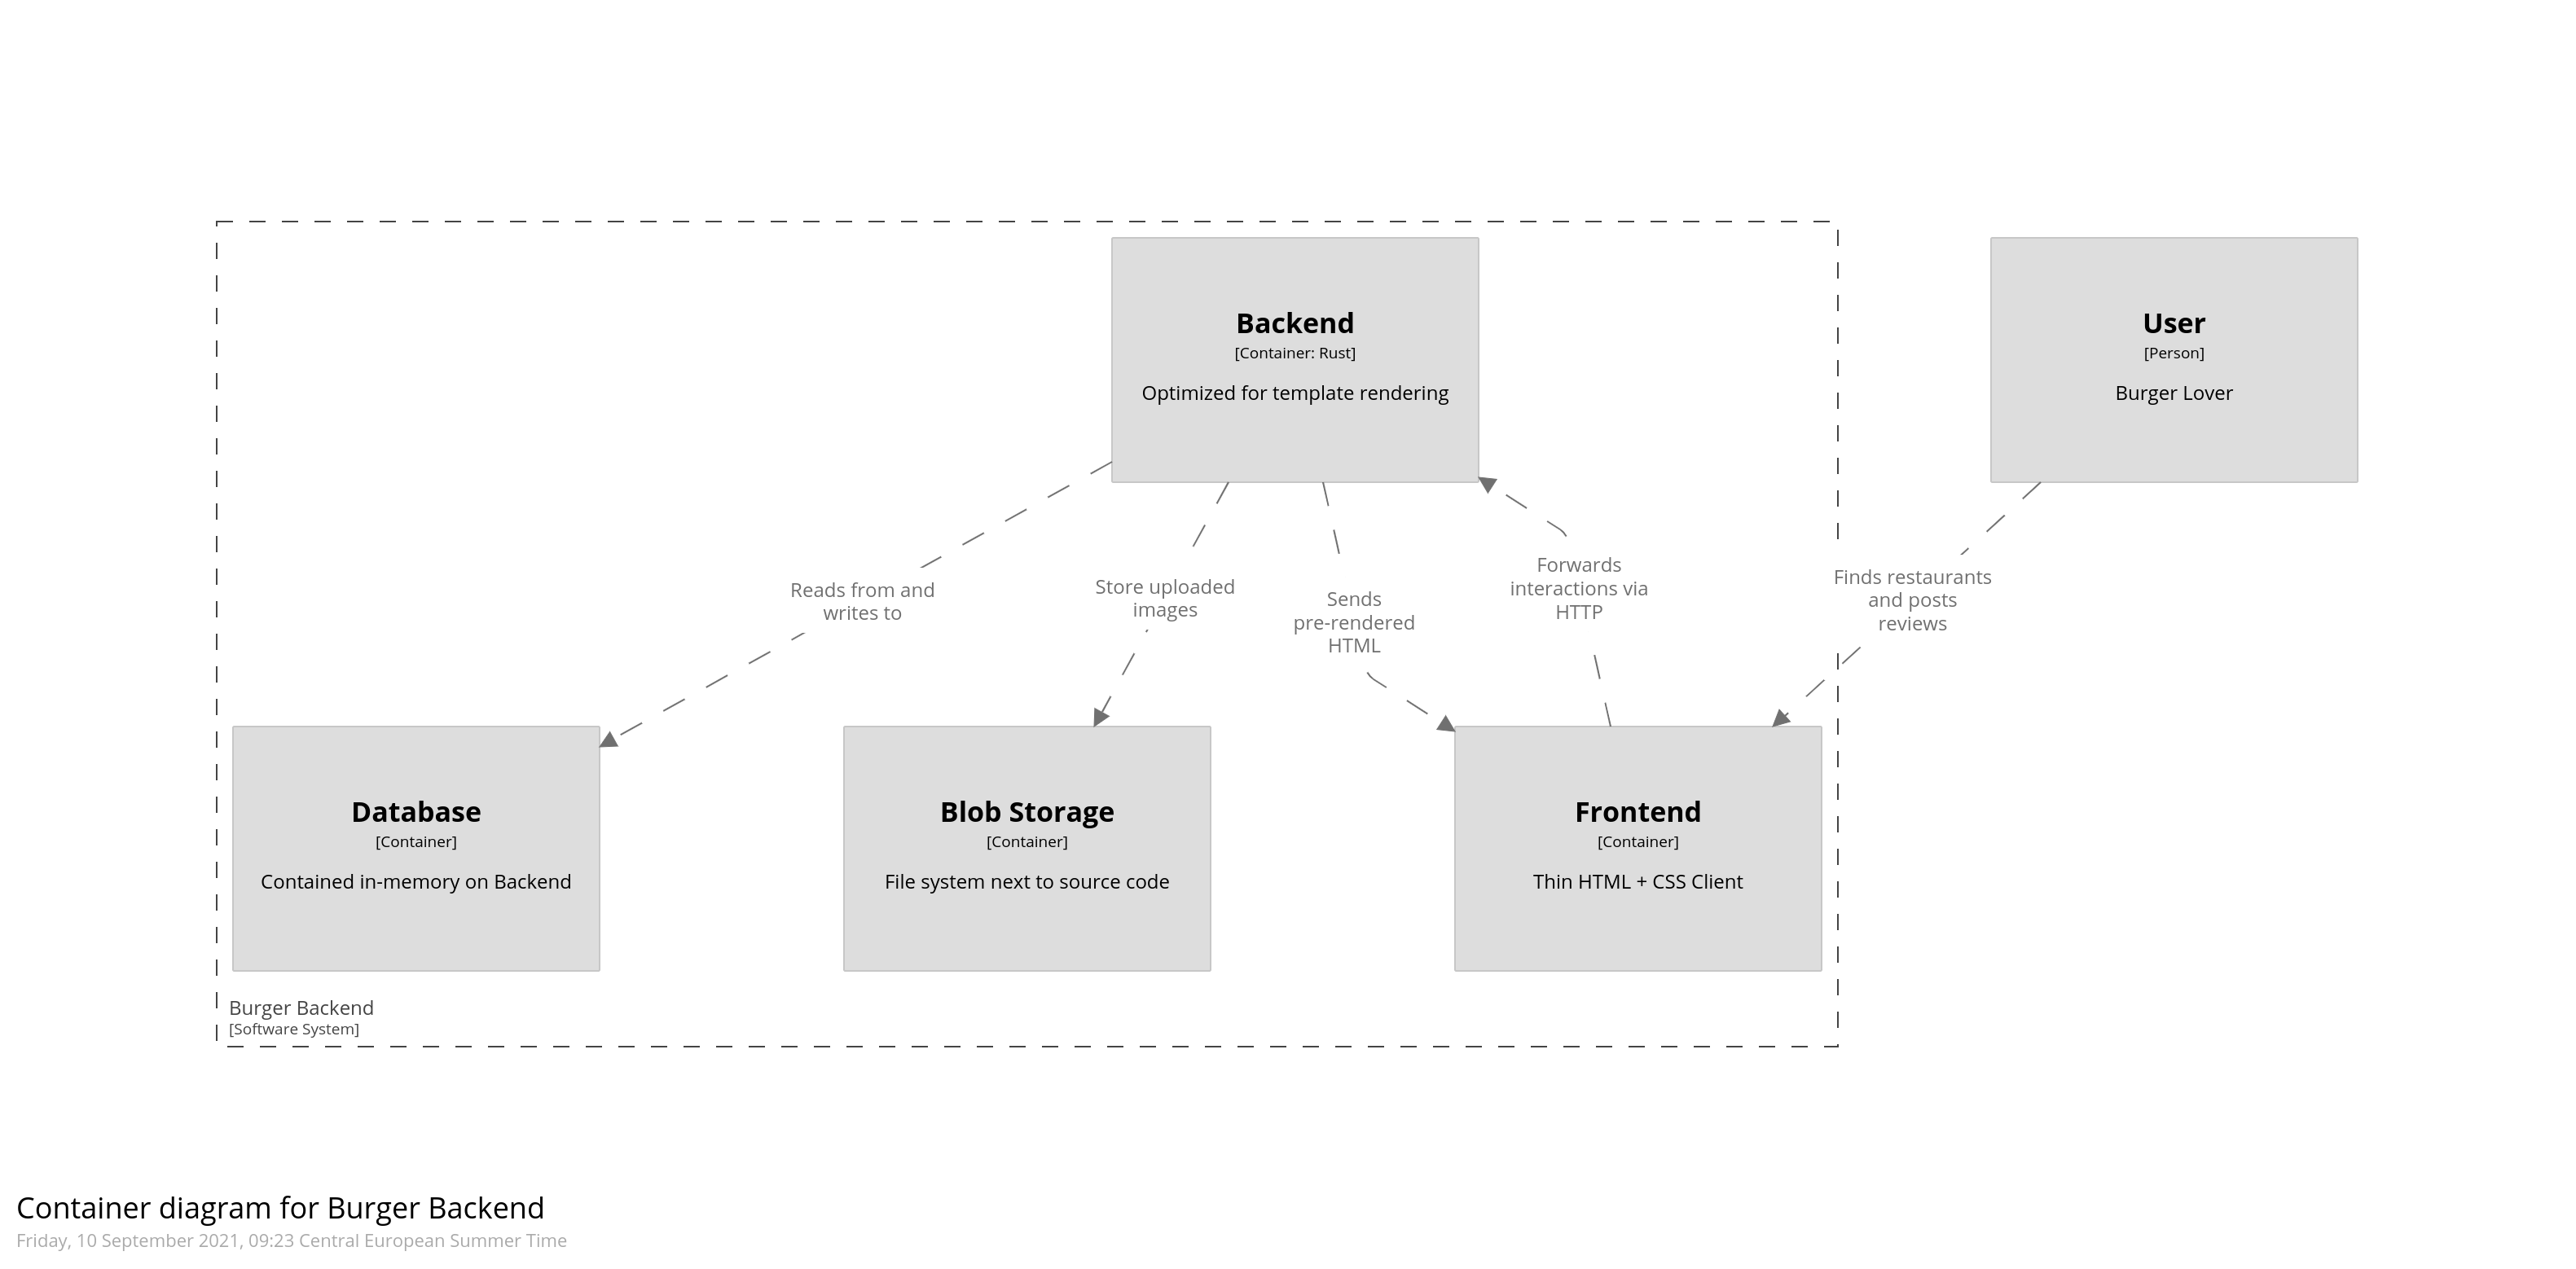 Backend
[Container: Rust]
Optimized for template rendering
User
[Person]
Burger Lover
Reads from and
writes to
Store uploaded
images
Sends
pre-rendered
HTML
Forwards
interactions via
HTTP
Finds restaurants
and posts
reviews
Database
[Container]
Contained in-memory on Backend
Blob Storage
[Container]
File system next to source code
Frontend
[Container]
Thin HTML + CSS Client
Burger Backend
[Software System]
Container diagram for Burger Backend
Friday, 10 September 2021, 09:23 Central European Summer Time